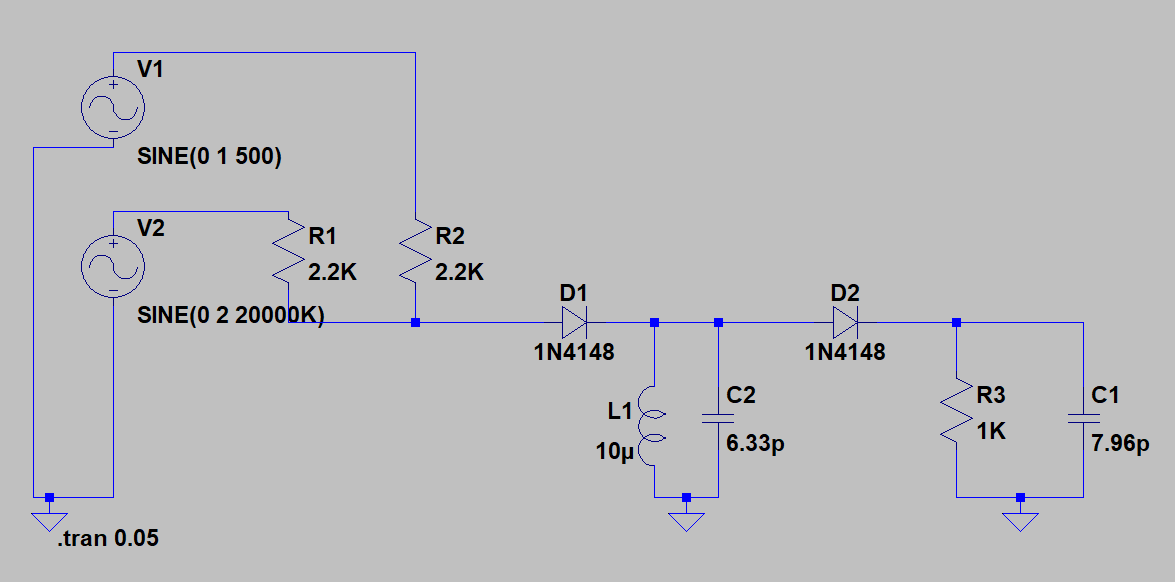 V1
SINE(0 1 500)
V2
SINE(0 2 20000K)
R1
2.2K
R2
2.2K
D1
1N4148
D2
1N4148
L1
10µ
C2
6.33p
R3
1K
C1
7.96p
.tran 0.05